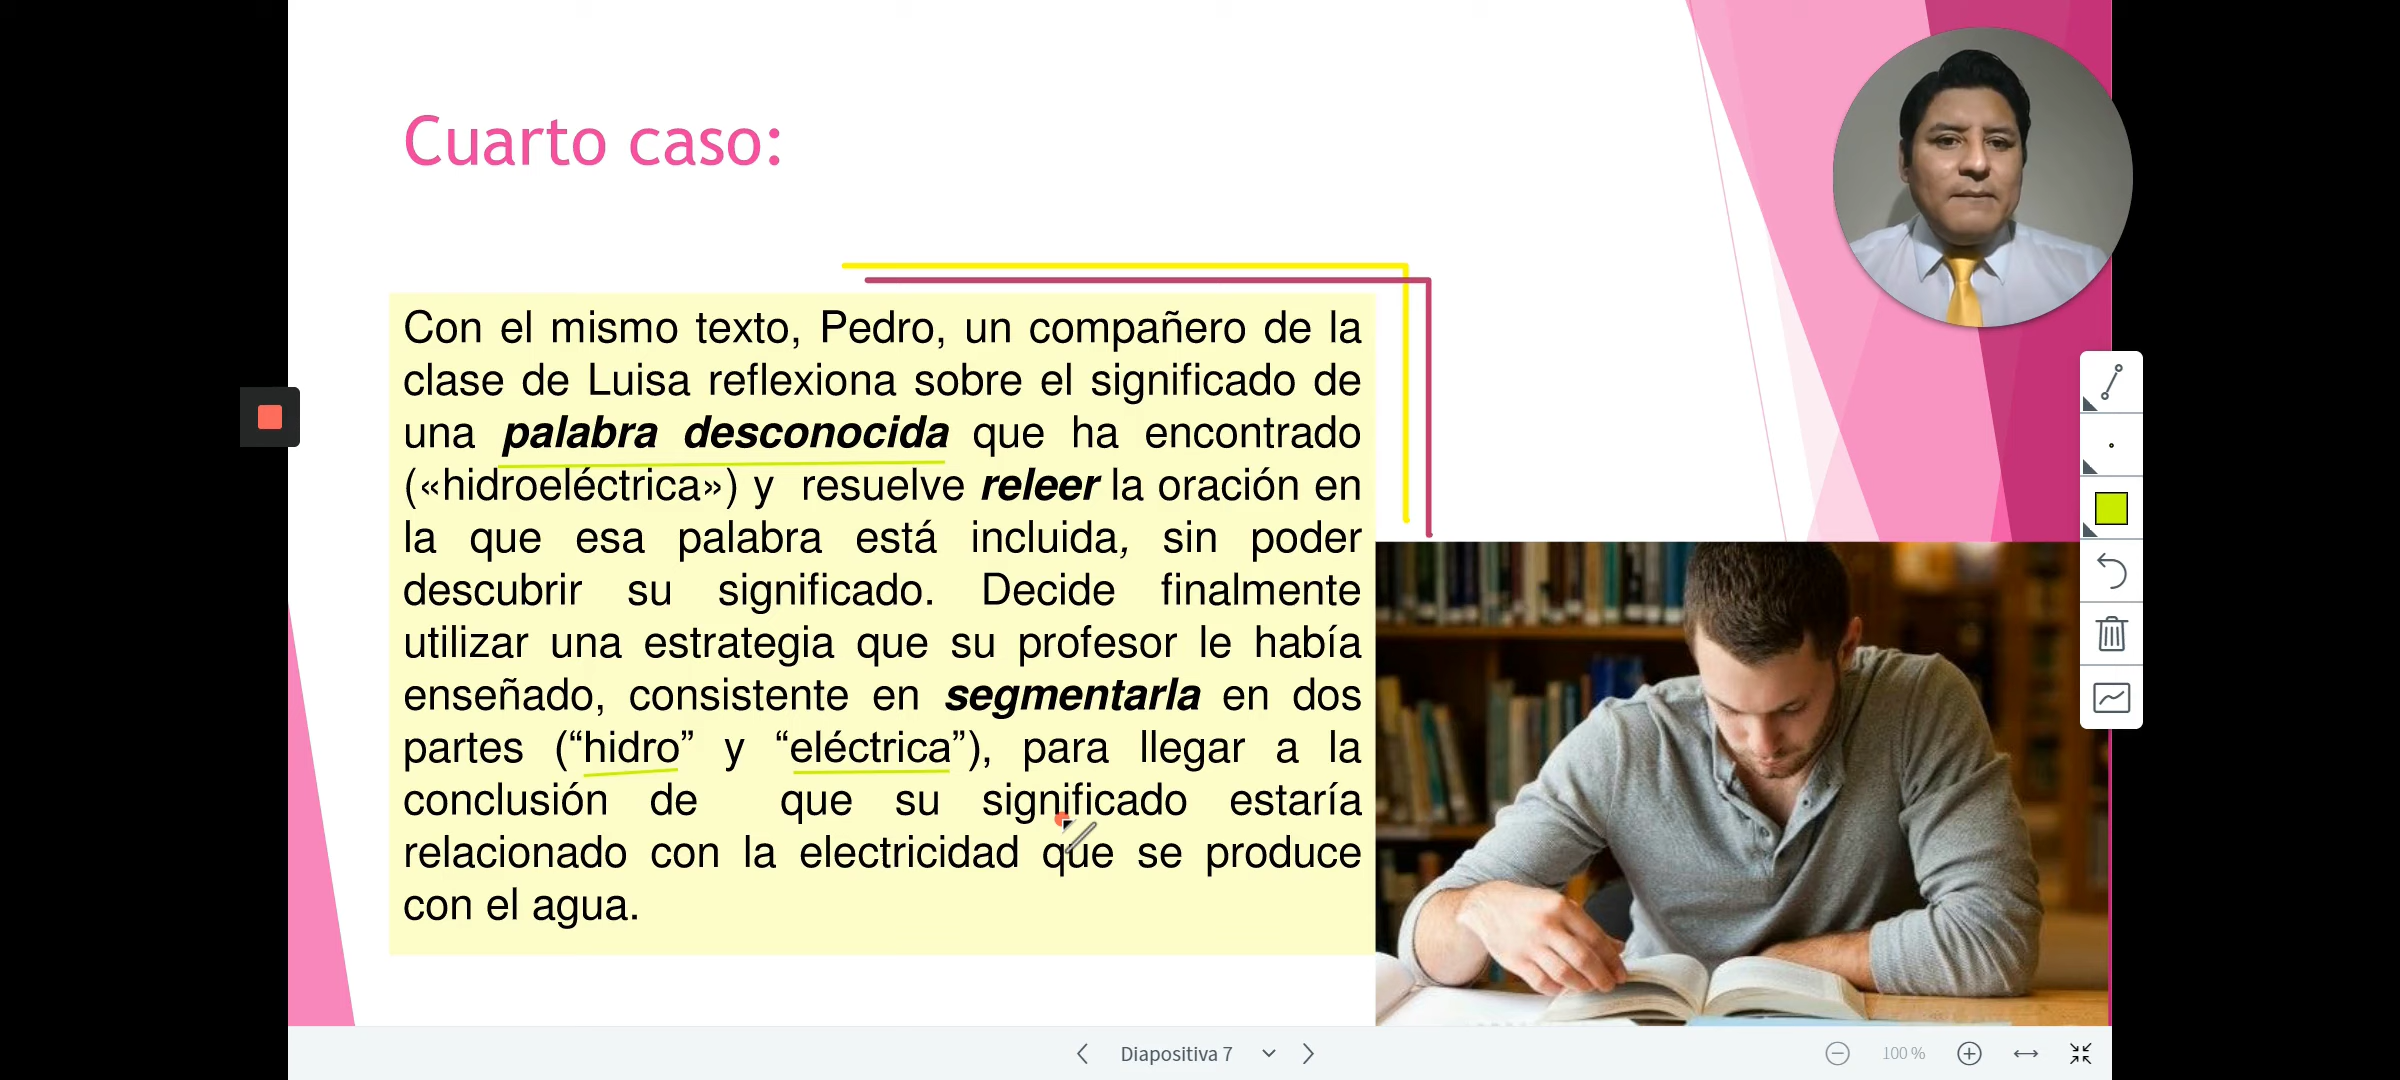 Cuarto caso:
Con el mismo texto, Pedro, un compañero de la
clase de Luisa reflexiona sobre el significado de
una palabra desconocida que ha encontrado
(«hidroeléctrica») y resuelve releer la oración en
la que esa palabra está incluida, sin poder
descubrir su significado. Decide finalmente
utilizar una estrategia que su profesor le había
enseñado, consistente en segmentarla en dos
partes (“hidro” y “eléctrica”), para llegar a la
conclusión de que su significado estaría
relacionado con la electricidad que se produce
con el agua.
Diapositiva 7
100 %